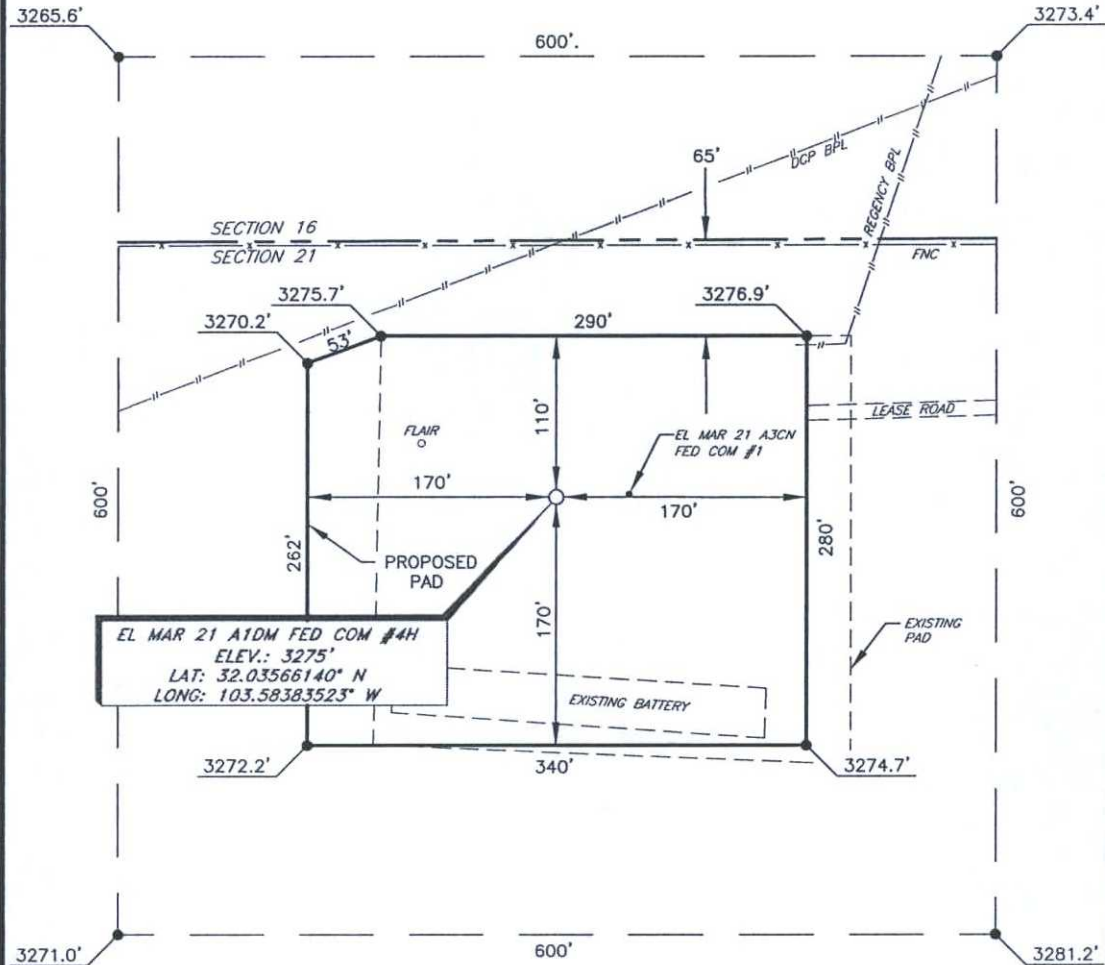 3265.6'
3273.4'
600'.
DCP BPL
REGENCY BPL
65'
SECTION 16
SECTION 21
FNC
3275.7'
3276.9'
3270.2'
290'
53'
110'
LEASE ROAD
FLAIR
EL MAR 21 A3CN
FED COM #1
170'
170'
600'
600'
262'
280'
PROPOSED
PAD
170'
EXISTING
PAD
EL MAR 21 A1DM FED COM #4H
ELEV.: 3275'
LAT: 32.03566140° N
LONG: 103.58383523° W
EXISTING BATTERY
3272.2'
340'
3274.7'
3271.0'
600'
3281.2'